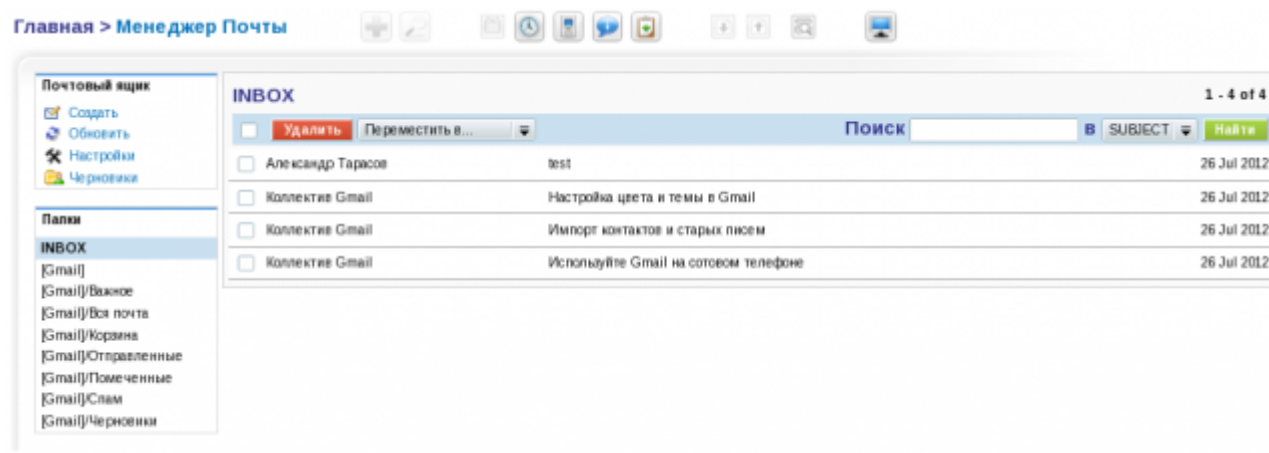 Главная > Менеджер Почты
Почтовый ящик
Создать
Обновить
Настройки
Черновики
Папки
INBOX
[Gmail]
[Gmail]/Важное
[Gmail]/Вся почта
[Gmail]/Корзина
[Gmail]/Отправленные
[Gmail]/Помеченные
[Gmail]/Спам
[Gmail]/Черновики
INBOX 1 - 4 of 4
Удалить Переместить в... Поиск в SUBJECT Найти
Александр Тарасов test 26 Jul 2012
Коллектив Gmail Настройка цвета и темы в Gmail 26 Jul 2012
Коллектив Gmail Импорт контактов и старых писем 26 Jul 2012
Коллектив Gmail Используйте Gmail на сотовом телефоне 26 Jul 2012